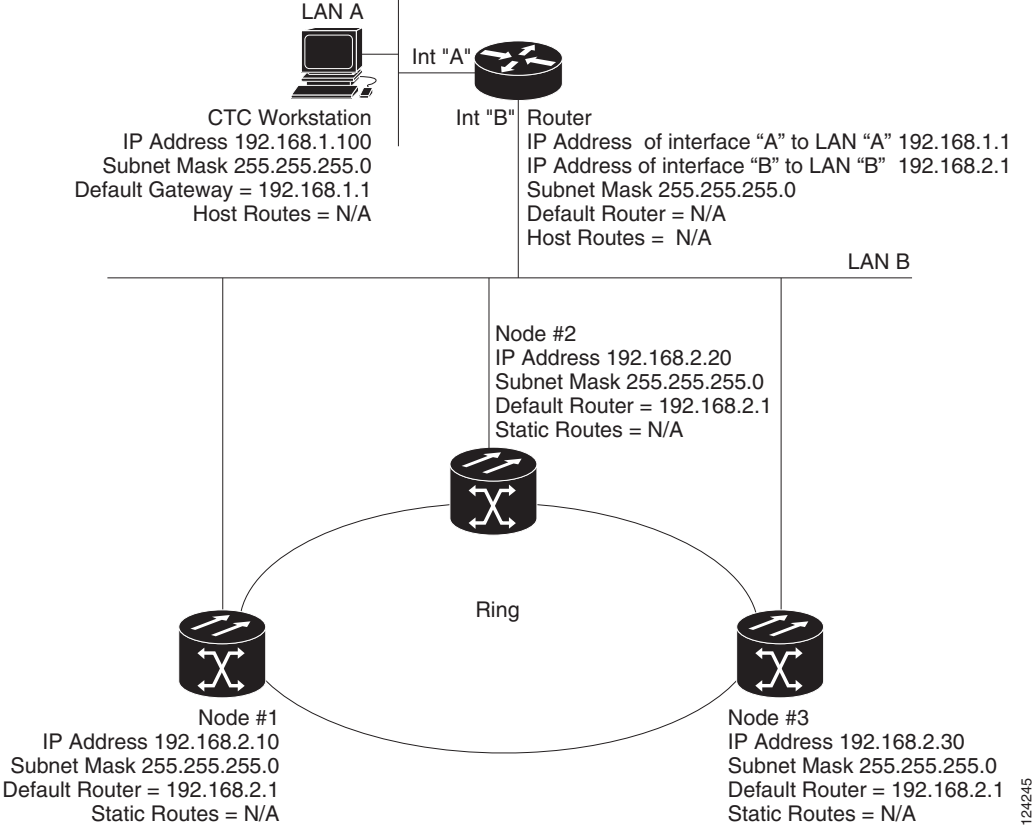 LAN A
Int "A"
CTC Workstation
IP Address 192.168.1.100
Subnet Mask 255.255.255.0
Default Gateway = 192.168.1.1
Host Routes = N/A
Int "B"
Router
IP Address  of interface “A” to LAN “A” 192.168.1.1
IP Address of interface “B” to LAN “B”  192.168.2.1
Subnet Mask 255.255.255.0
Default Router = N/A
Host Routes =  N/A
LAN B
Node #2
IP Address 192.168.2.20
Subnet Mask 255.255.255.0
Default Router = 192.168.2.1
Static Routes = N/A
Ring
Node #1
IP Address 192.168.2.10
Subnet Mask 255.255.255.0
Default Router = 192.168.2.1
Static Routes = N/A
Node #3
IP Address 192.168.2.30
Subnet Mask 255.255.255.0
Default Router = 192.168.2.1
Static Routes = N/A
124245